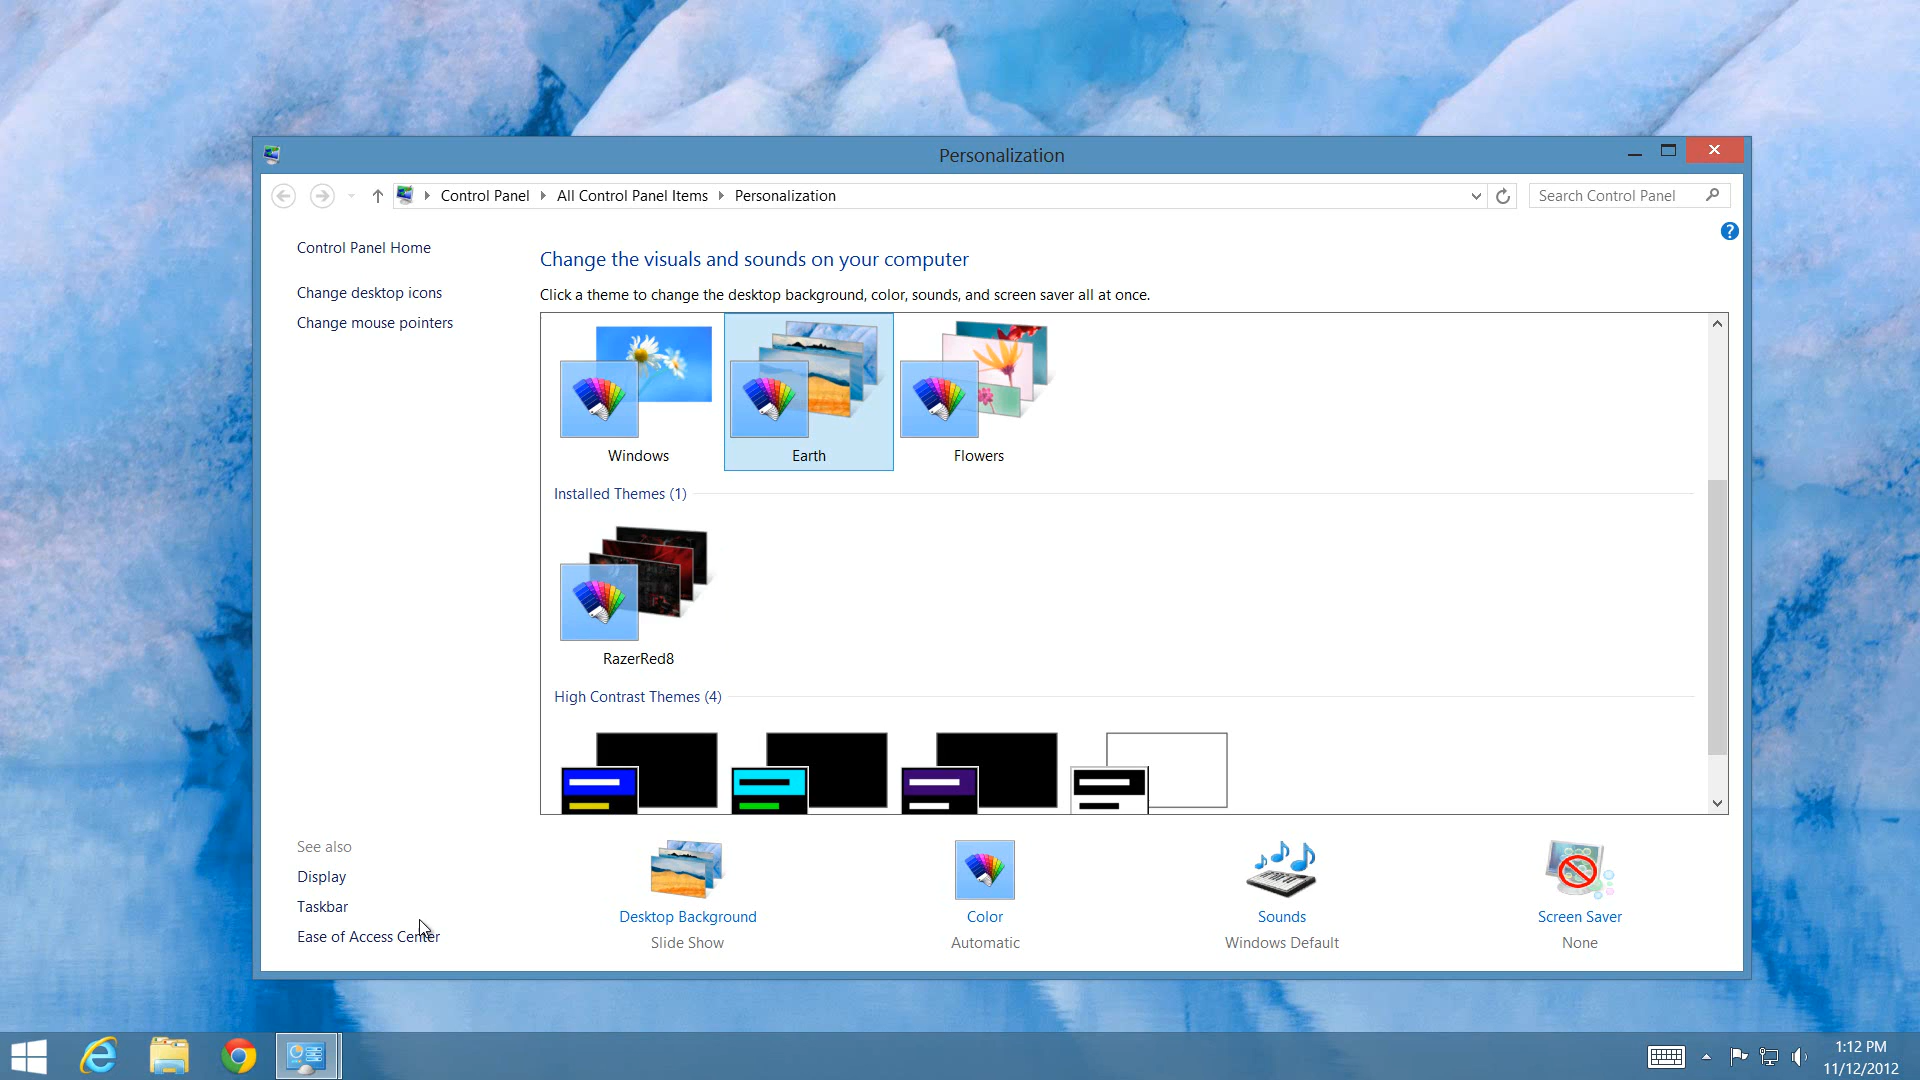 Personalization
Control Panel All Control Panel Items Personalization
Search Control Panel
?
Control Panel Home
Change desktop icons
Change mouse pointers
Change the visuals and sounds on your computer
Click a theme to change the desktop background, color, sounds, and screen saver all at once.
Windows
Earth
Flowers
Installed Themes (1)
RazerRed8
High Contrast Themes (4)
See also
Display
Taskbar
Ease of Access Center
Desktop Background
Slide Show
Color
Automatic
Sounds
Windows Default
Screen Saver
None
1:12 PM
11/12/2012